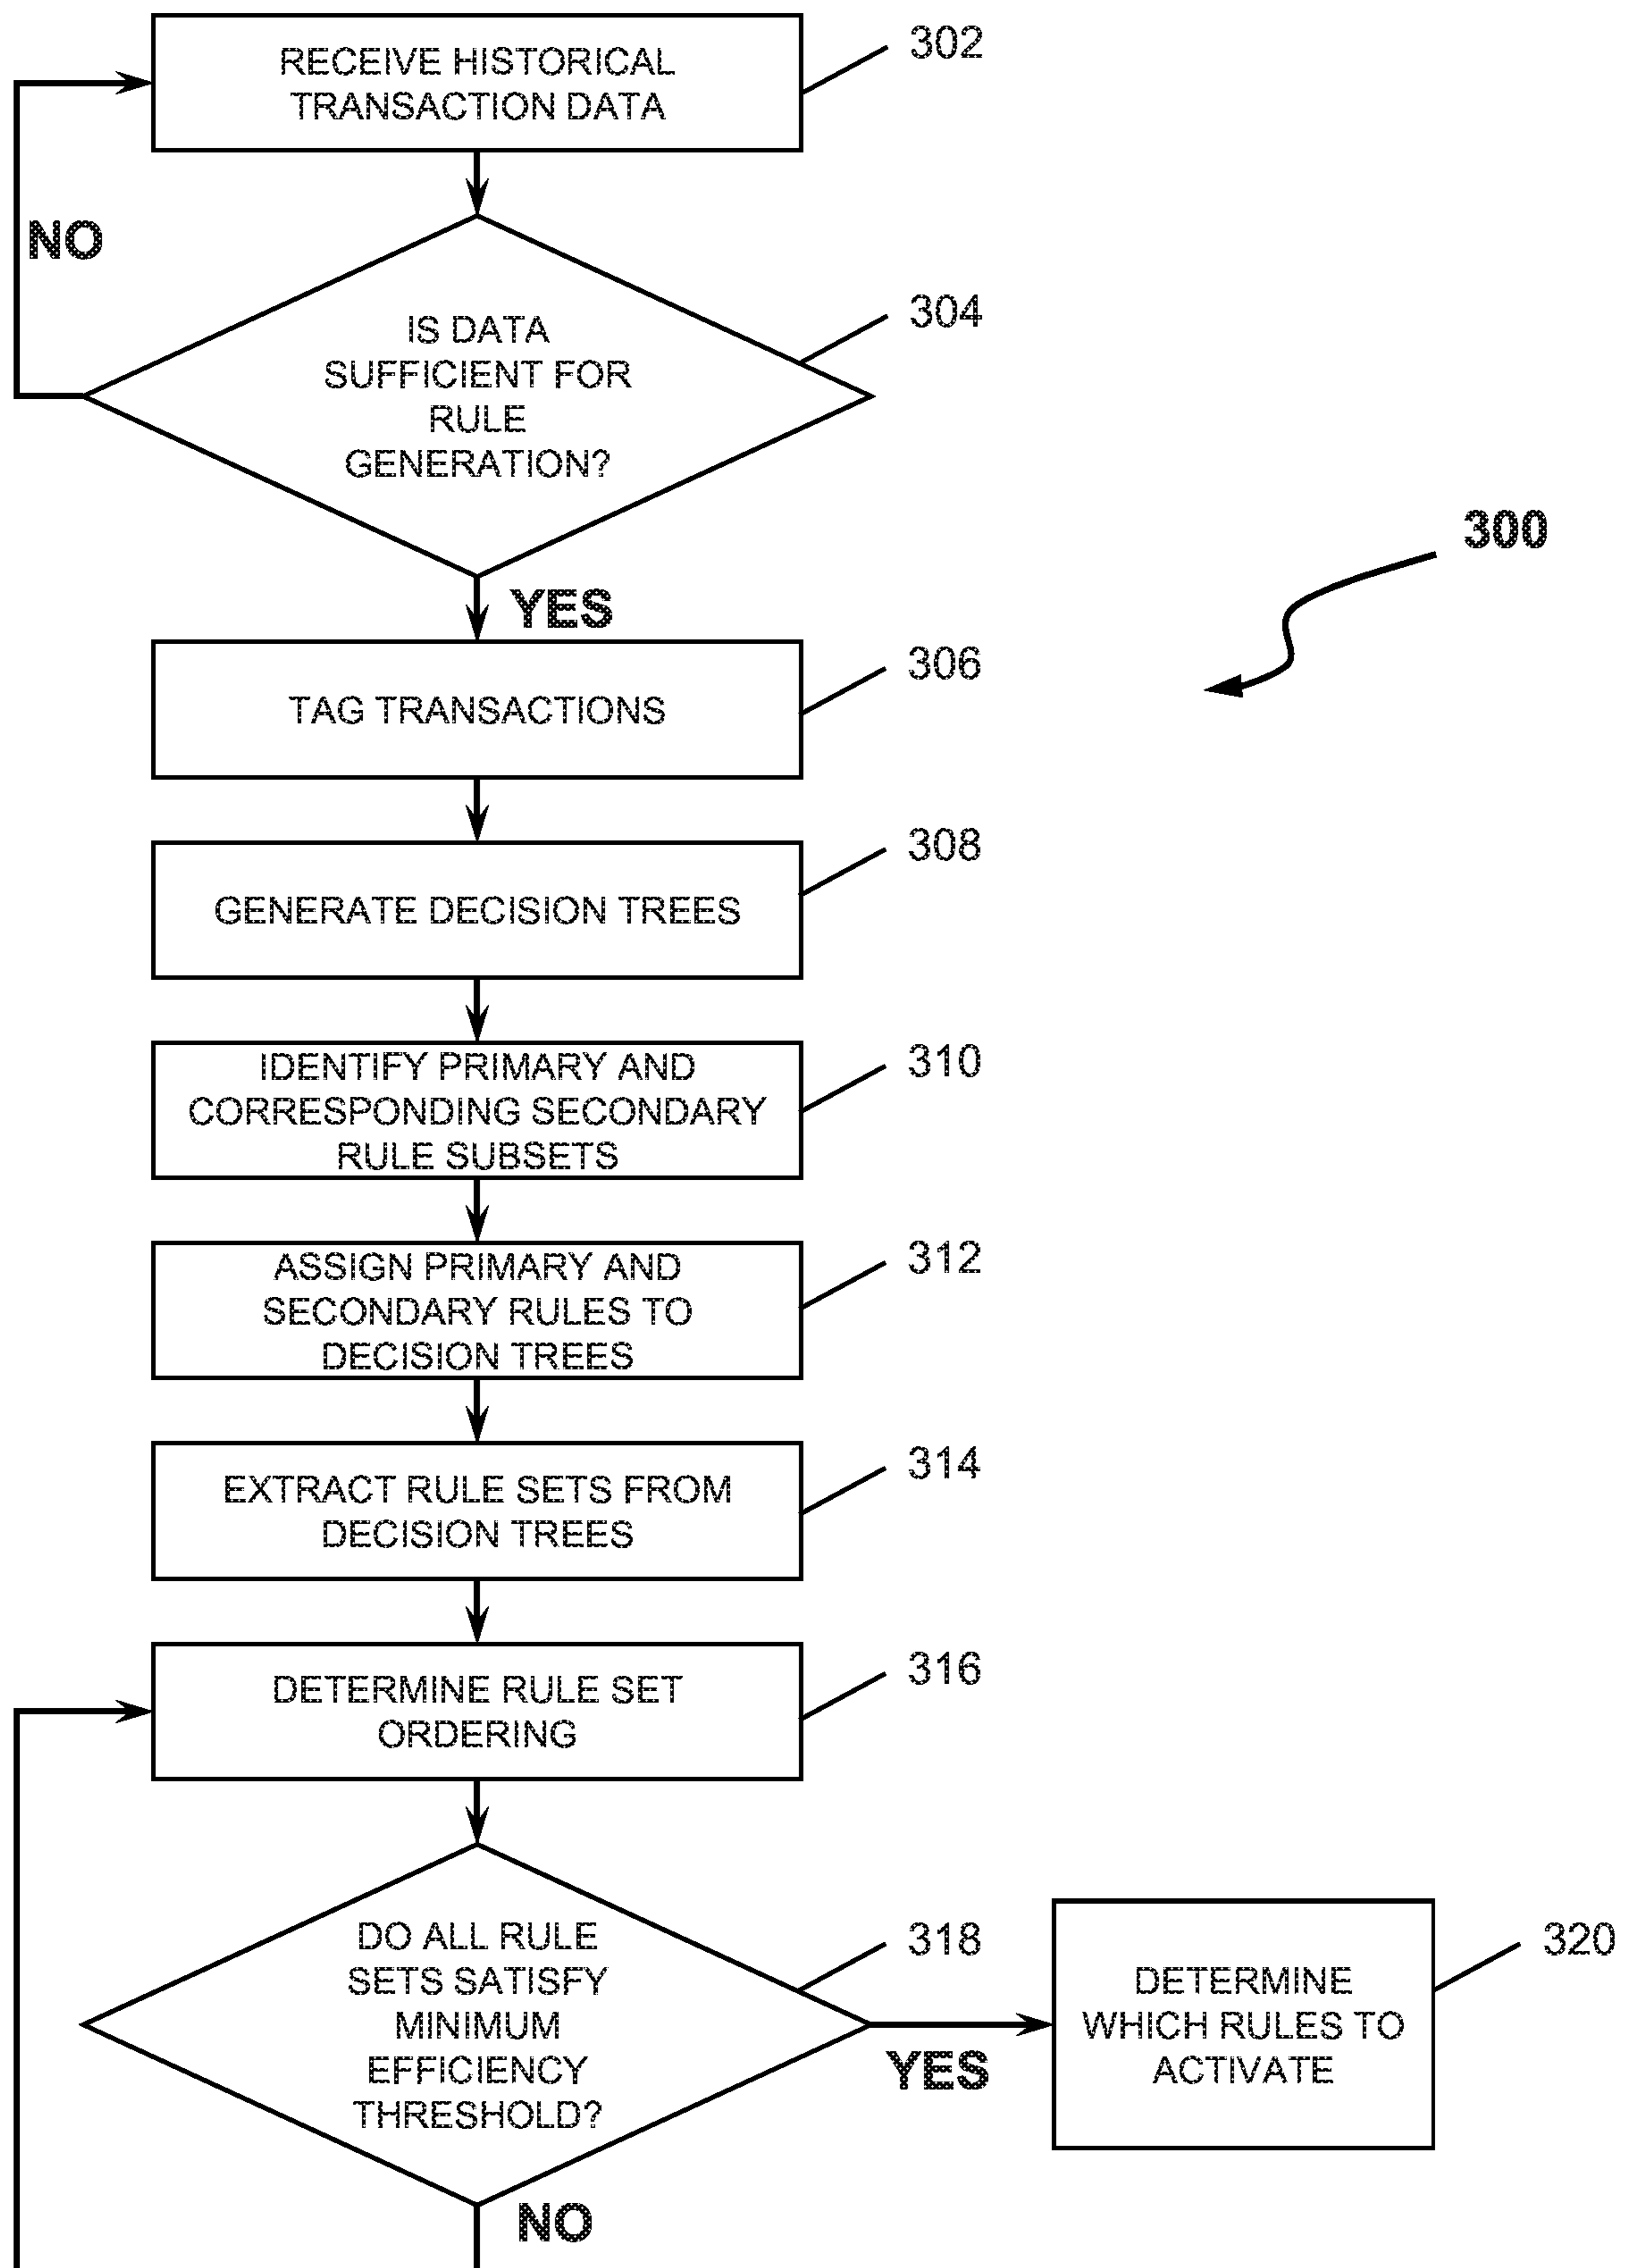 RECEIVE HISTORICAL
TRANSACTION DATA
302
NO
IS DATA
SUFFICIENT FOR
RULE
GENERATION?
304
300
YES
TAG TRANSACTIONS
306
GENERATE DECISION TREES
308
IDENTIFY PRIMARY AND
CORRESPONDING SECONDARY
RULE SUBSETS
310
ASSIGN PRIMARY AND
SECONDARY RULES TO
DECISION TREES
312
EXTRACT RULE SETS FROM
DECISION TREES
314
DETERMINE RULE SET
ORDERING
316
DO ALL RULE
SETS SATISFY
MINIMUM
EFFICIENCY
THRESHOLD?
318
YES
DETERMINE
WHICH RULES TO
ACTIVATE
320
NO